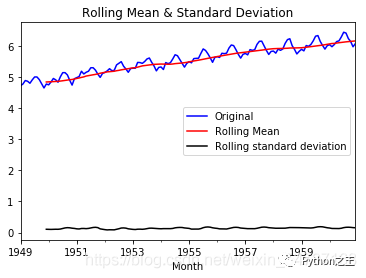 Rolling Mean & Standard Deviation
6
5
4
3
2
1
0
Original
Rolling Mean
Rolling standard deviation
1949
1951
1953
1955
1957
1959
Month
Python之王